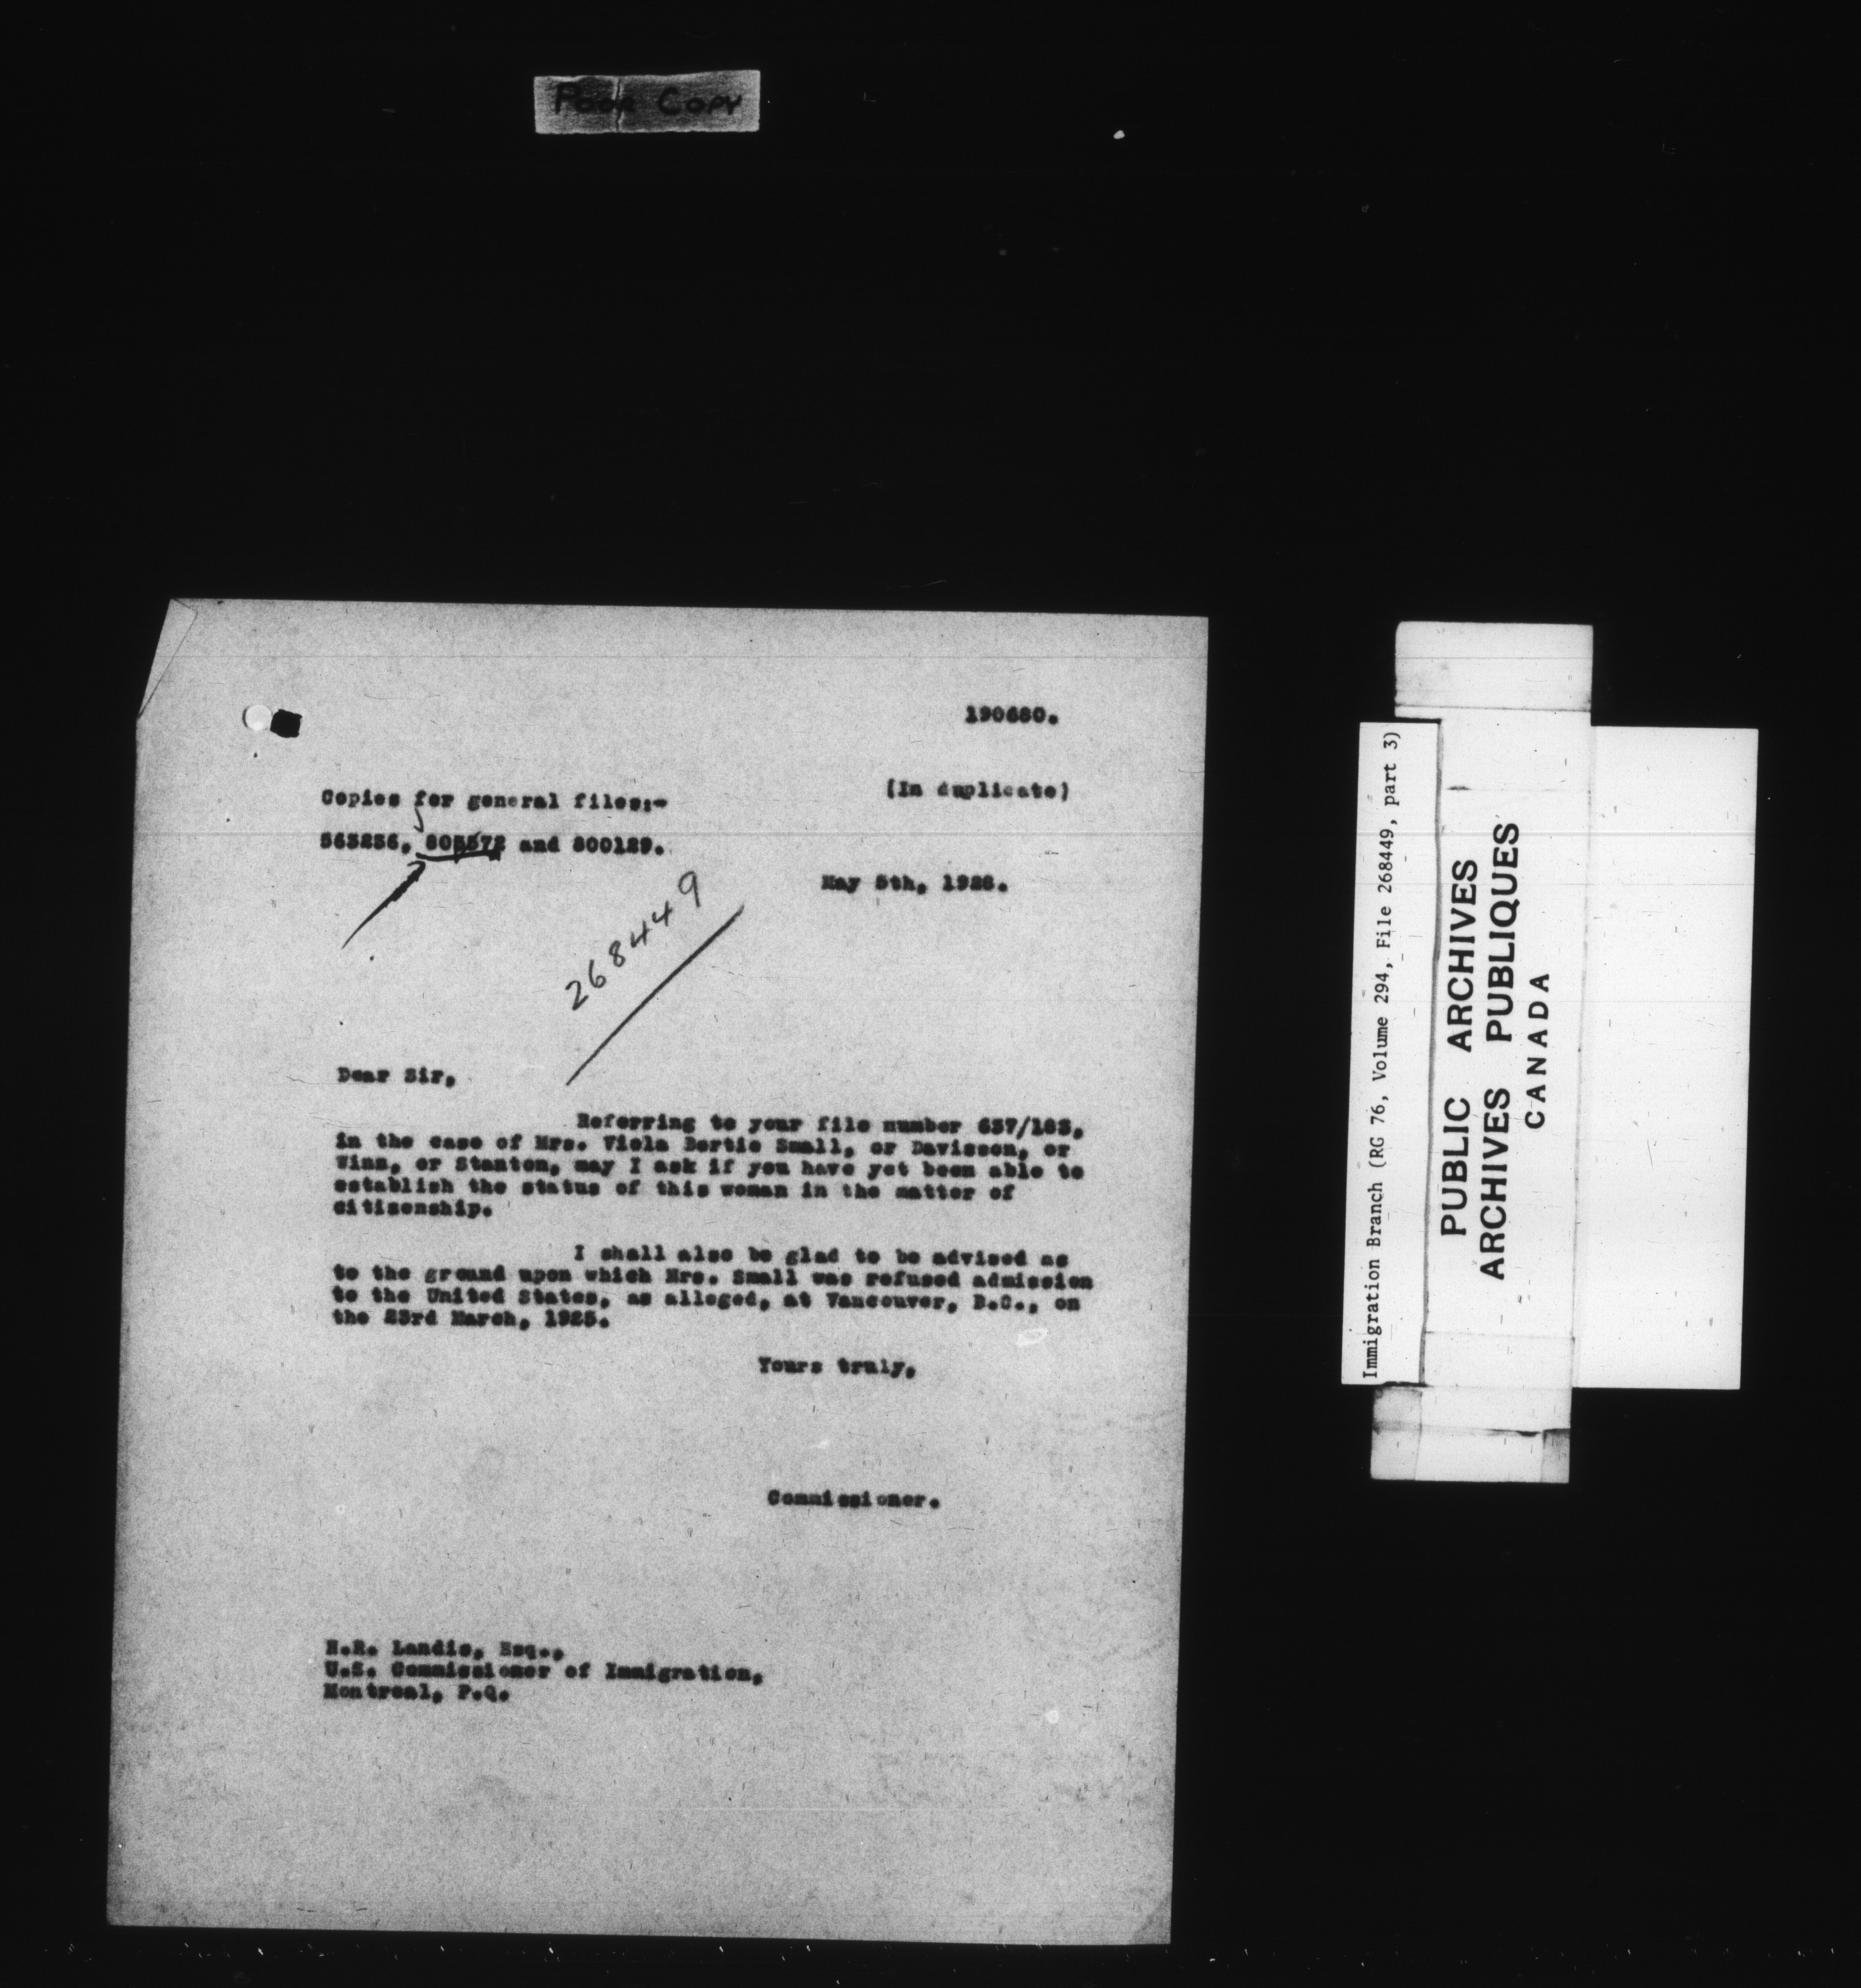 Poor Copy
190680.
Copies for general files:-
(In duplicate)
563236, 805572 and 800129.
May 5th, 1926.
268449
Dear Sir,
Referring to your file number 637/183,
in the case of Mrs. Viola Bertie Small, or Davisson, or
Winn, or Stanton, may I ask if you have yet been able to
establish the status of this woman in the matter of
citizenship.
I shall also be glad to be advised as
to the ground upon which Mrs. Small was refused admission
to the United States, as alleged, at Vancouver, B.C., on
the 23rd March, 1925.
Yours truly,
Commissioner.
H.R. Landis, Esq.,
U.S. Commissioner of Immigration,
Montreal, P.Q.
Immigration Branch (RG 76, Volume 294, File 268449, part 3)
PUBLIC ARCHIVES
ARCHIVES PUBLIQUES
CANADA